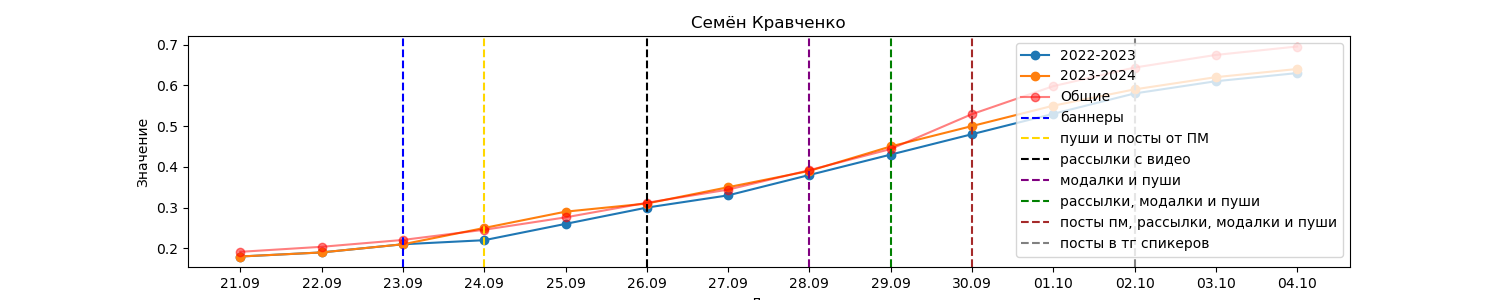 Семён Кравченко
Значение
0.7
0.6
0.5
0.4
0.3
0.2
2022-2023
2023-2024
Общие
баннеры
пуши и посты от ПМ
рассылки с видео
модалки и пуши
рассылки, модалки и пуши
посты пм, рассылки, модалки и пуши
посты в тг спикеров
21.09 22.09 23.09 24.09 25.09 26.09 27.09 28.09 29.09 30.09 01.10 02.10 03.10 04.10